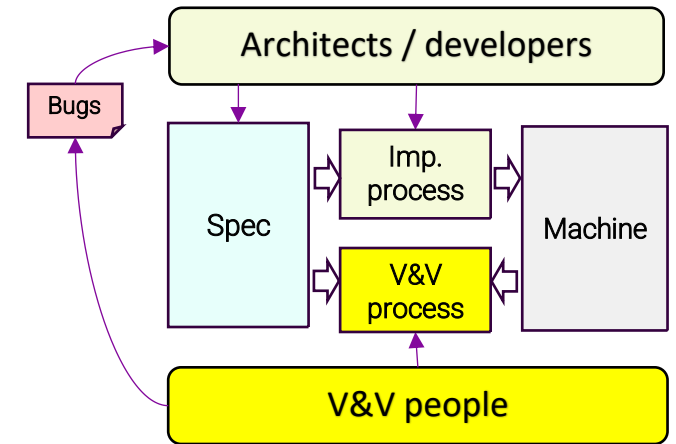 Architects / developers
Bugs
Imp.
process
Spec
Machine
V&V
process
V&V people